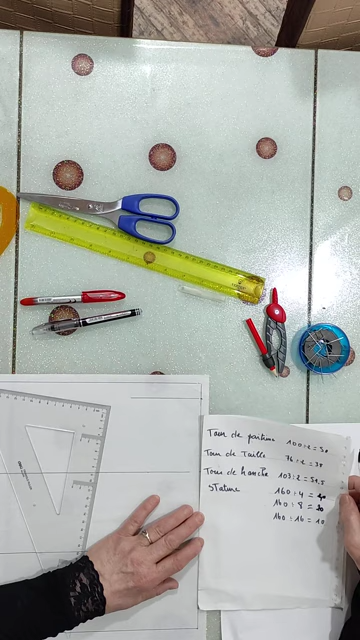 Tour de poitrine 100 : 2 = 50
Tour de Taille 76 : 2 = 38
Tour de hanche 103 : 2 = 51,5
STature 160 : 4 = 40
160 : 8 = 20
160 : 16 = 10